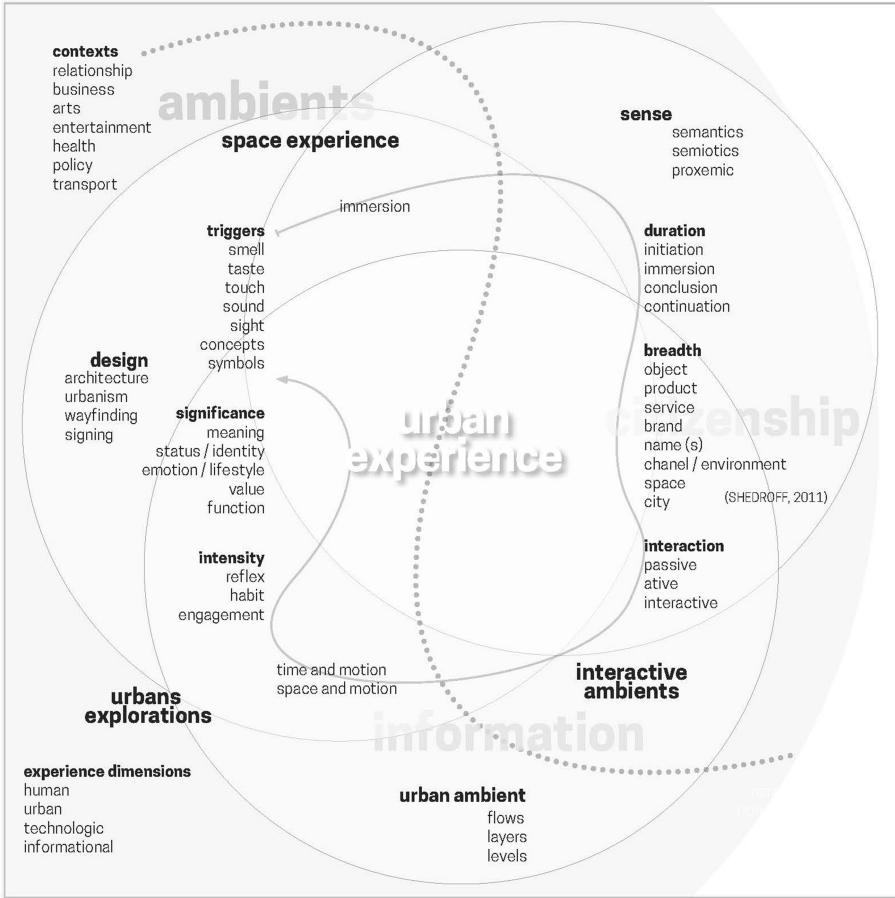 contexts
relationship
business
arts
entertainment
health
policy
transport
ambients
space experience
sense
semantics
semiotics
proxemic
immersion
triggers
smell
taste
touch
sound
sight
concepts
symbols
duration
initiation
immersion
conclusion
continuation
design
architecture
urbanism
wayfinding
signing
breadth
object
product
service
brand
name (s)
chanel / environment
space
city
(SHEDROFF, 2011)
citizenship
significance
meaning
status / identity
emotion / lifestyle
value
function
urban
experience
intensity
reflex
habit
engagement
interaction
passive
ative
interactive
time and motion
space and motion
interactive
ambients
urbans
explorations
information
experience dimensions
human
urban
technologic
informational
urban ambient
flows
layers
levels